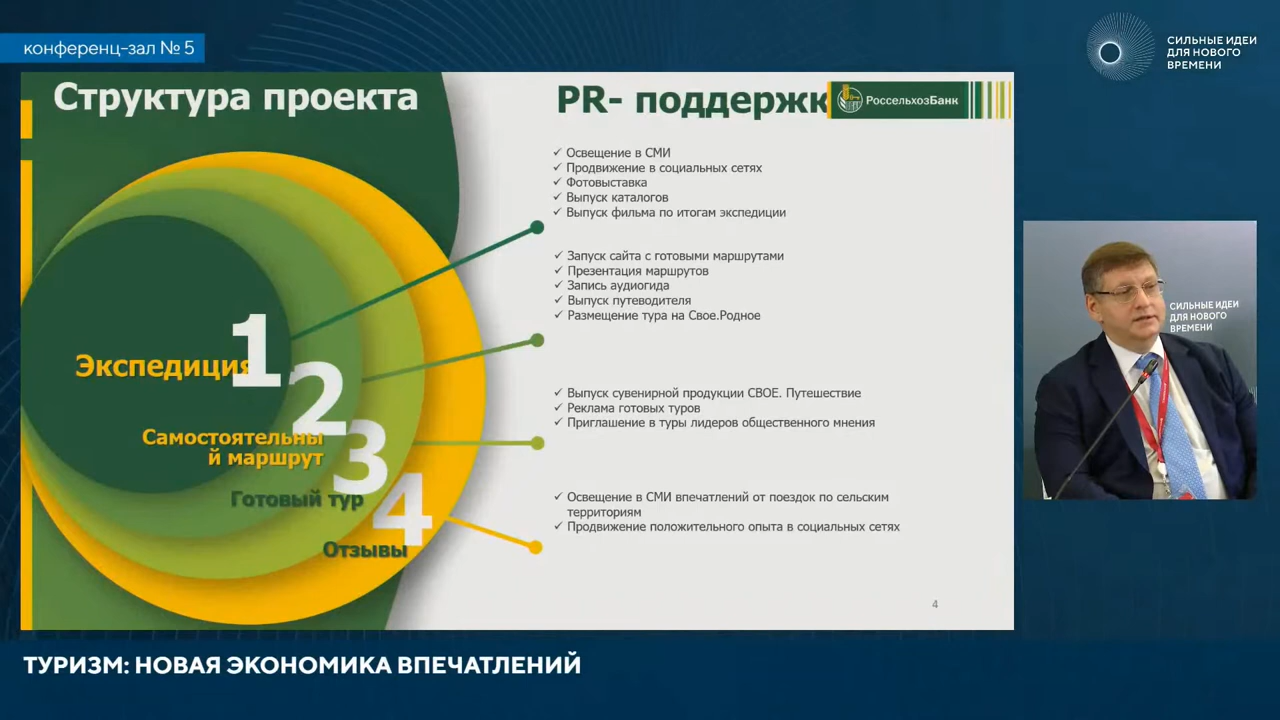 конференц-зал № 5
СИЛЬНЫЕ ИДЕИ
ДЛЯ НОВОГО
ВРЕМЕНИ
Структура проекта
PR- поддержк
РоссельхозБанк
✓ Освещение в СМИ
✓ Продвижение в социальных сетях
✓ Фотовыставка
✓ Выпуск каталогов
✓ Выпуск фильма по итогам экспедиции
✓ Запуск сайта с готовыми маршрутами
✓ Презентация маршрутов
✓ Запись аудиогида
✓ Выпуск путеводителя
✓ Размещение тура на Свое.Родное
✓ Выпуск сувенирной продукции СВОЕ. Путешествие
✓ Реклама готовых туров
✓ Приглашение в туры лидеров общественного мнения
✓ Освещение в СМИ впечатлений от поездок по сельским
территориям
✓ Продвижение положительного опыта в социальных сетях
1
Экспедиция
2
Самостоятельны
й маршрут
3
Готовый тур
4
Отзывы
4
СИЛЬНЫЕ ИДЕИ
ДЛЯ НОВОГО
ВРЕМЕНИ
ТУРИЗМ: НОВАЯ ЭКОНОМИКА ВПЕЧАТЛЕНИЙ